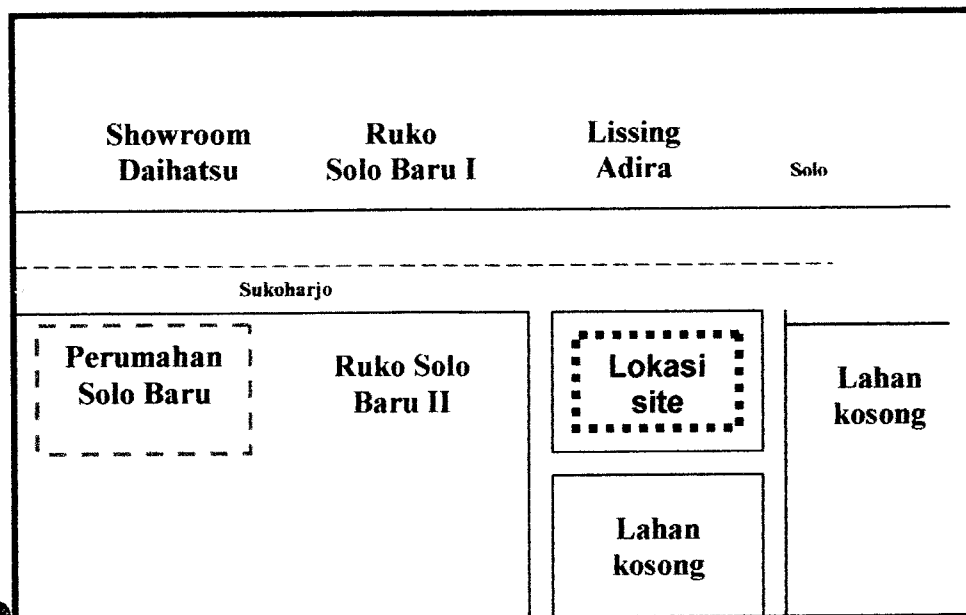 Showroom
Daihatsu
Ruko
Solo Baru I
Lissing
Adira
Solo
Sukoharjo
Perumahan
Solo Baru
Ruko Solo
Baru II
Lokasi
site
Lahan
kosong
Lahan
kosong